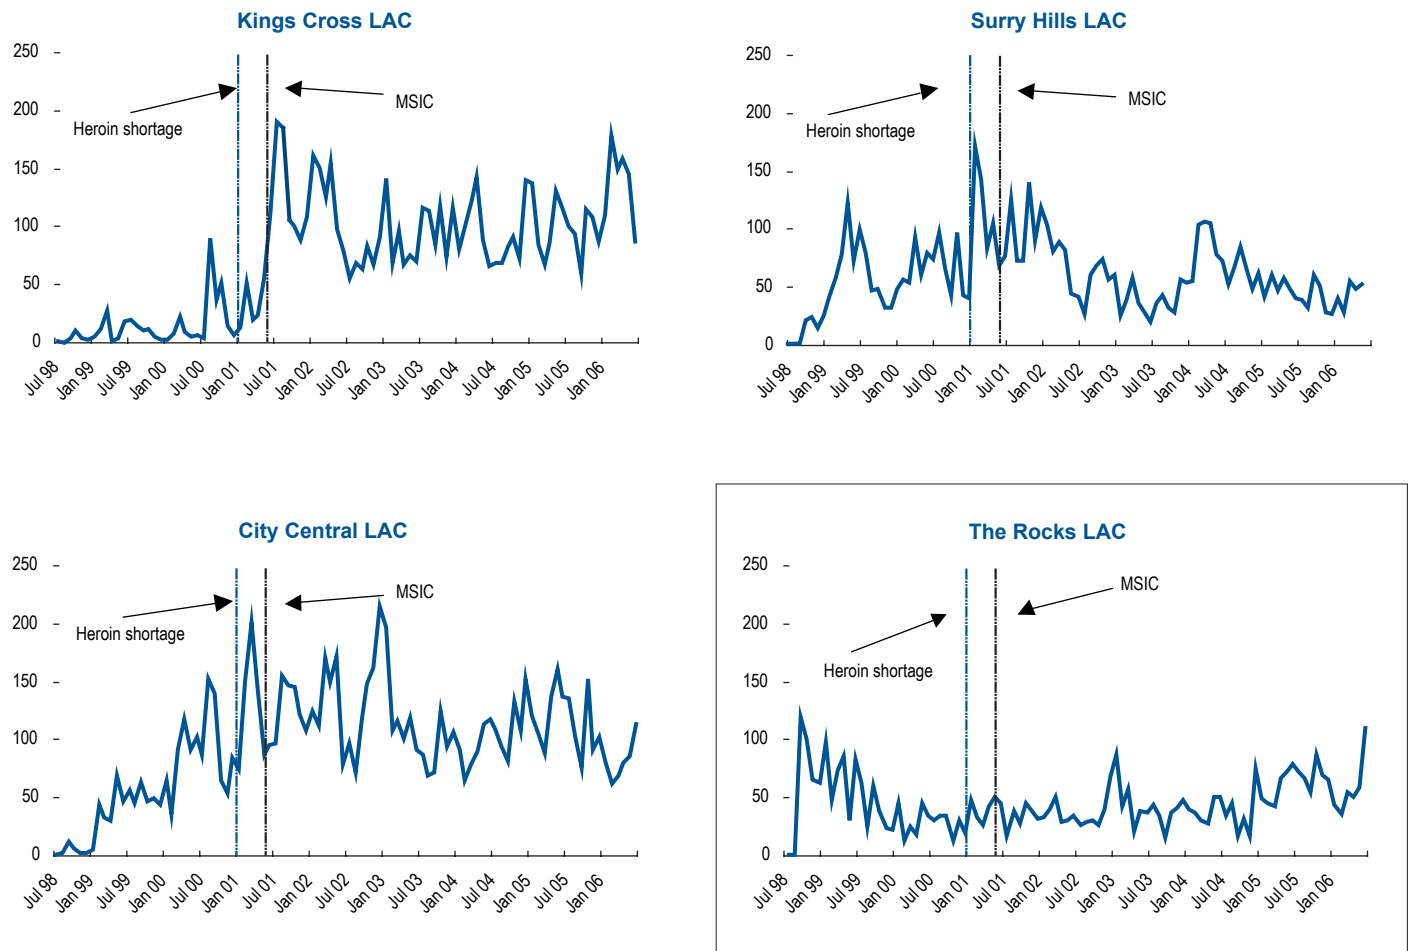 Kings Cross LAC
250
200
150
100
50
0
Heroin shortage
MSIC
Jul 98
Jan 99
Jul 99
Jan 00
Jul 00
Jan 01
Jul 01
Jan 02
Jul 02
Jan 03
Jul 03
Jan 04
Jul 04
Jan 05
Jul 05
Jan 06
Surry Hills LAC
250
200
150
100
50
0
Heroin shortage
MSIC
Jul 98
Jan 99
Jul 99
Jan 00
Jul 00
Jan 01
Jul 01
Jan 02
Jul 02
Jan 03
Jul 03
Jan 04
Jul 04
Jan 05
Jul 05
Jan 06
City Central LAC
250
200
150
100
50
0
Heroin shortage
MSIC
Jul 98
Jan 99
Jul 99
Jan 00
Jul 00
Jan 01
Jul 01
Jan 02
Jul 02
Jan 03
Jul 03
Jan 04
Jul 04
Jan 05
Jul 05
Jan 06
The Rocks LAC
250
200
150
100
50
0
Heroin shortage
MSIC
Jul 98
Jan 99
Jul 99
Jan 00
Jul 00
Jan 01
Jul 01
Jan 02
Jul 02
Jan 03
Jul 03
Jan 04
Jul 04
Jan 05
Jul 05
Jan 06